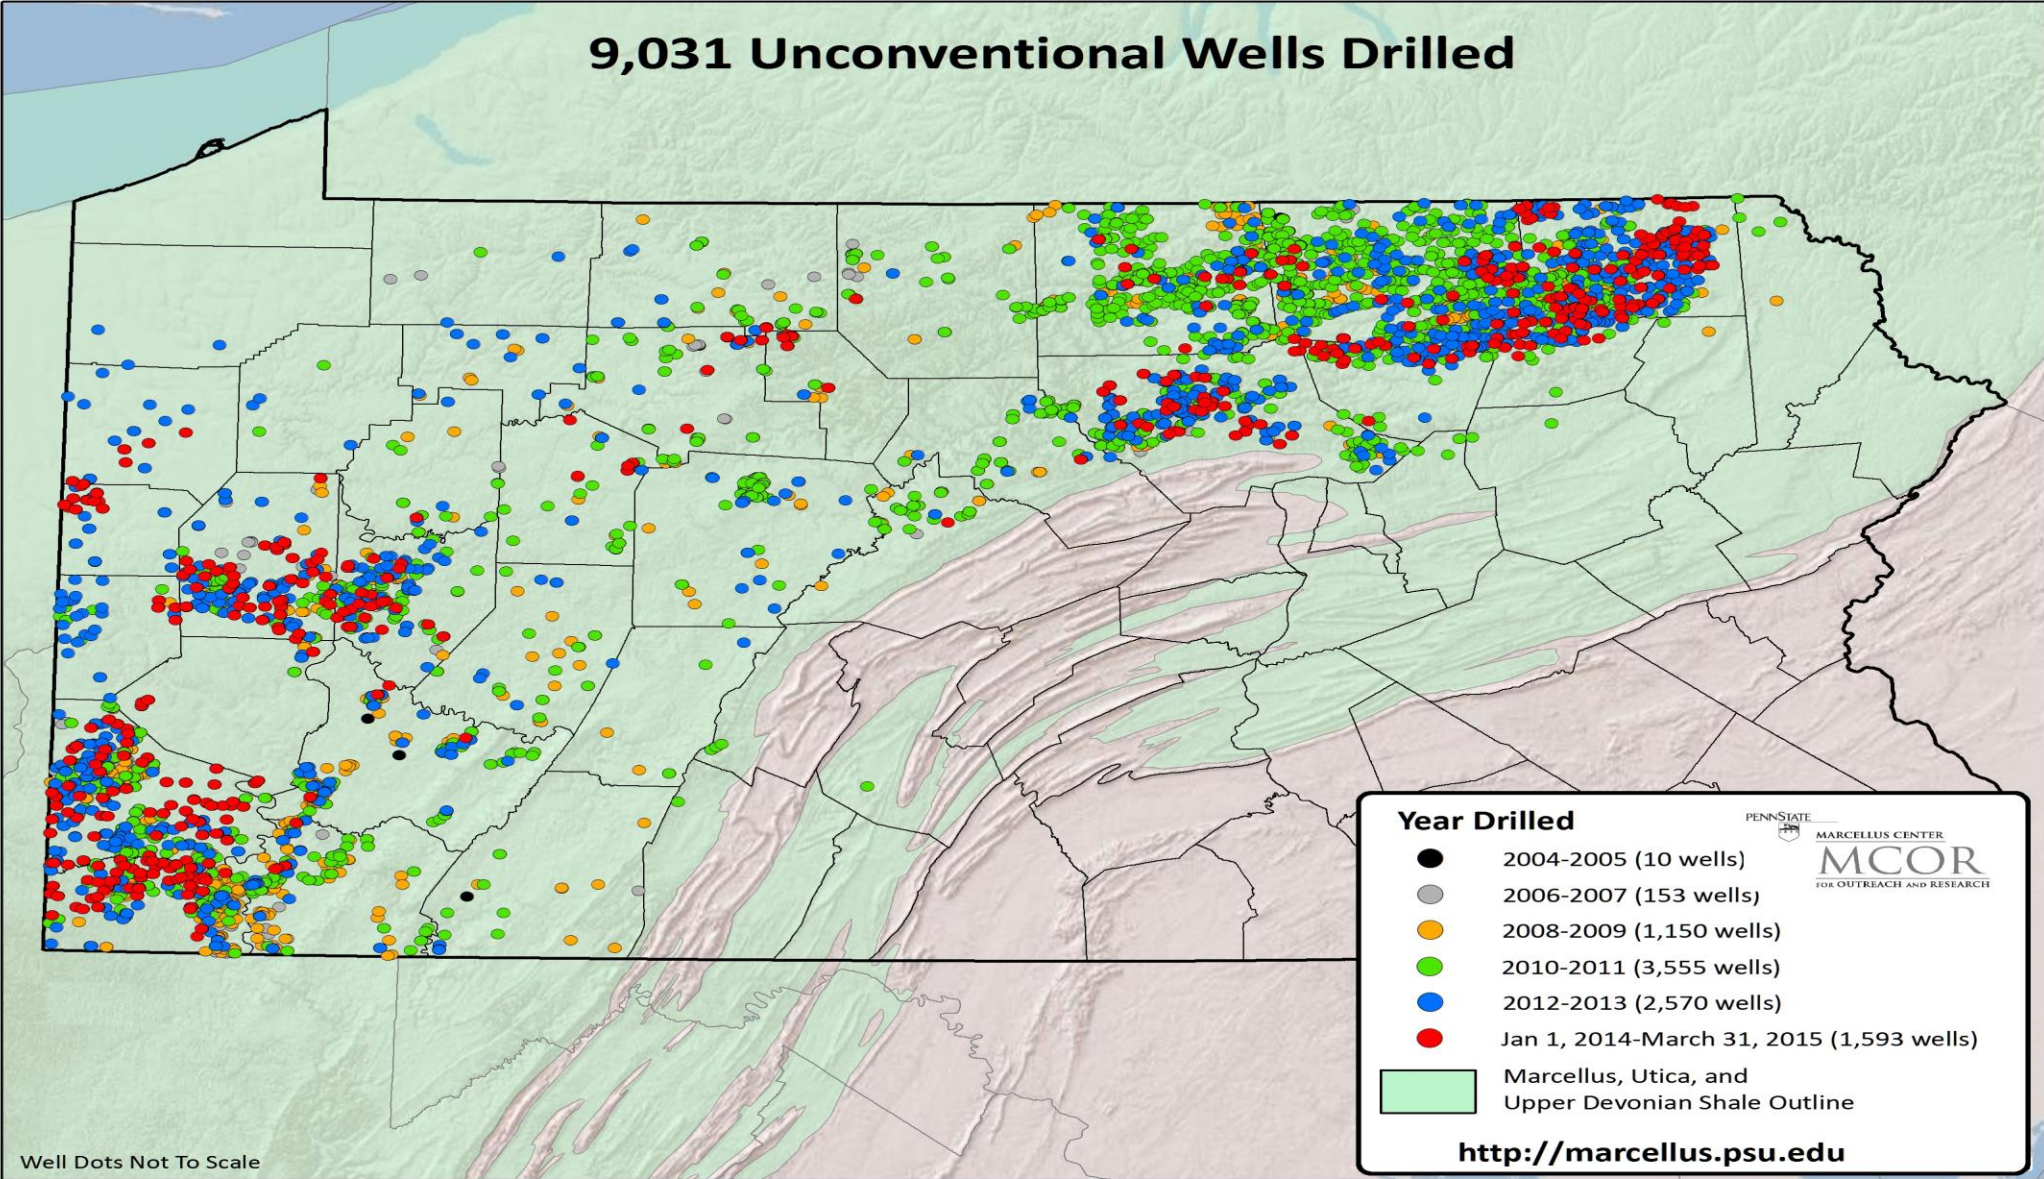 9,031 Unconventional Wells Drilled
Year Drilled
PENNSTATE
MARCELLUS CENTER
MCOR
FOR OUTREACH AND RESEARCH
2004-2005 (10 wells)
2006-2007 (153 wells)
2008-2009 (1,150 wells)
2010-2011 (3,555 wells)
2012-2013 (2,570 wells)
Jan 1, 2014-March 31, 2015 (1,593 wells)
Marcellus, Utica, and
Upper Devonian Shale Outline
http://marcellus.psu.edu
Well Dots Not To Scale